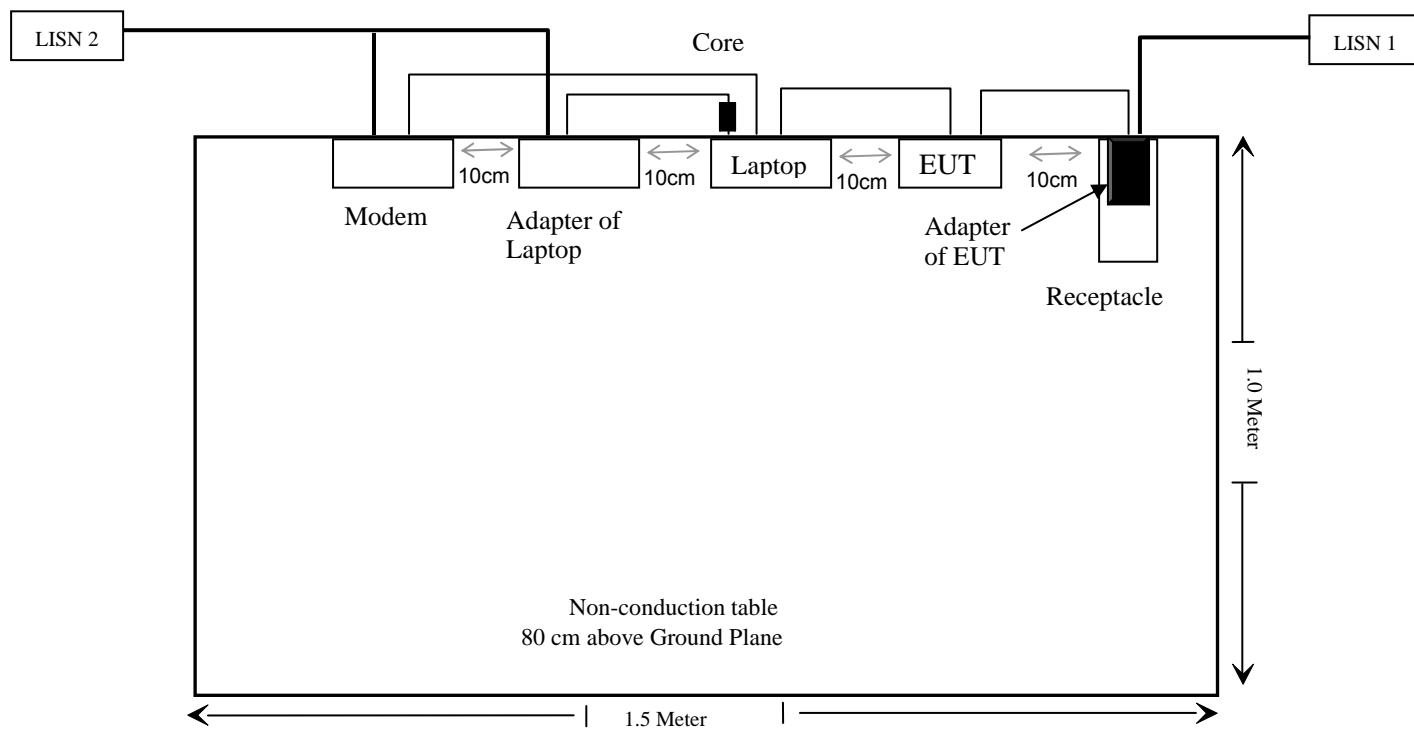 LISN 2
Core
LISN 1
Laptop
EUT
10cm
10cm
10cm
10cm
Modem
Adapter of
Laptop
Adapter
of EUT
Receptacle
1.0 Meter
Non-conduction table
80 cm above Ground Plane
1.5 Meter